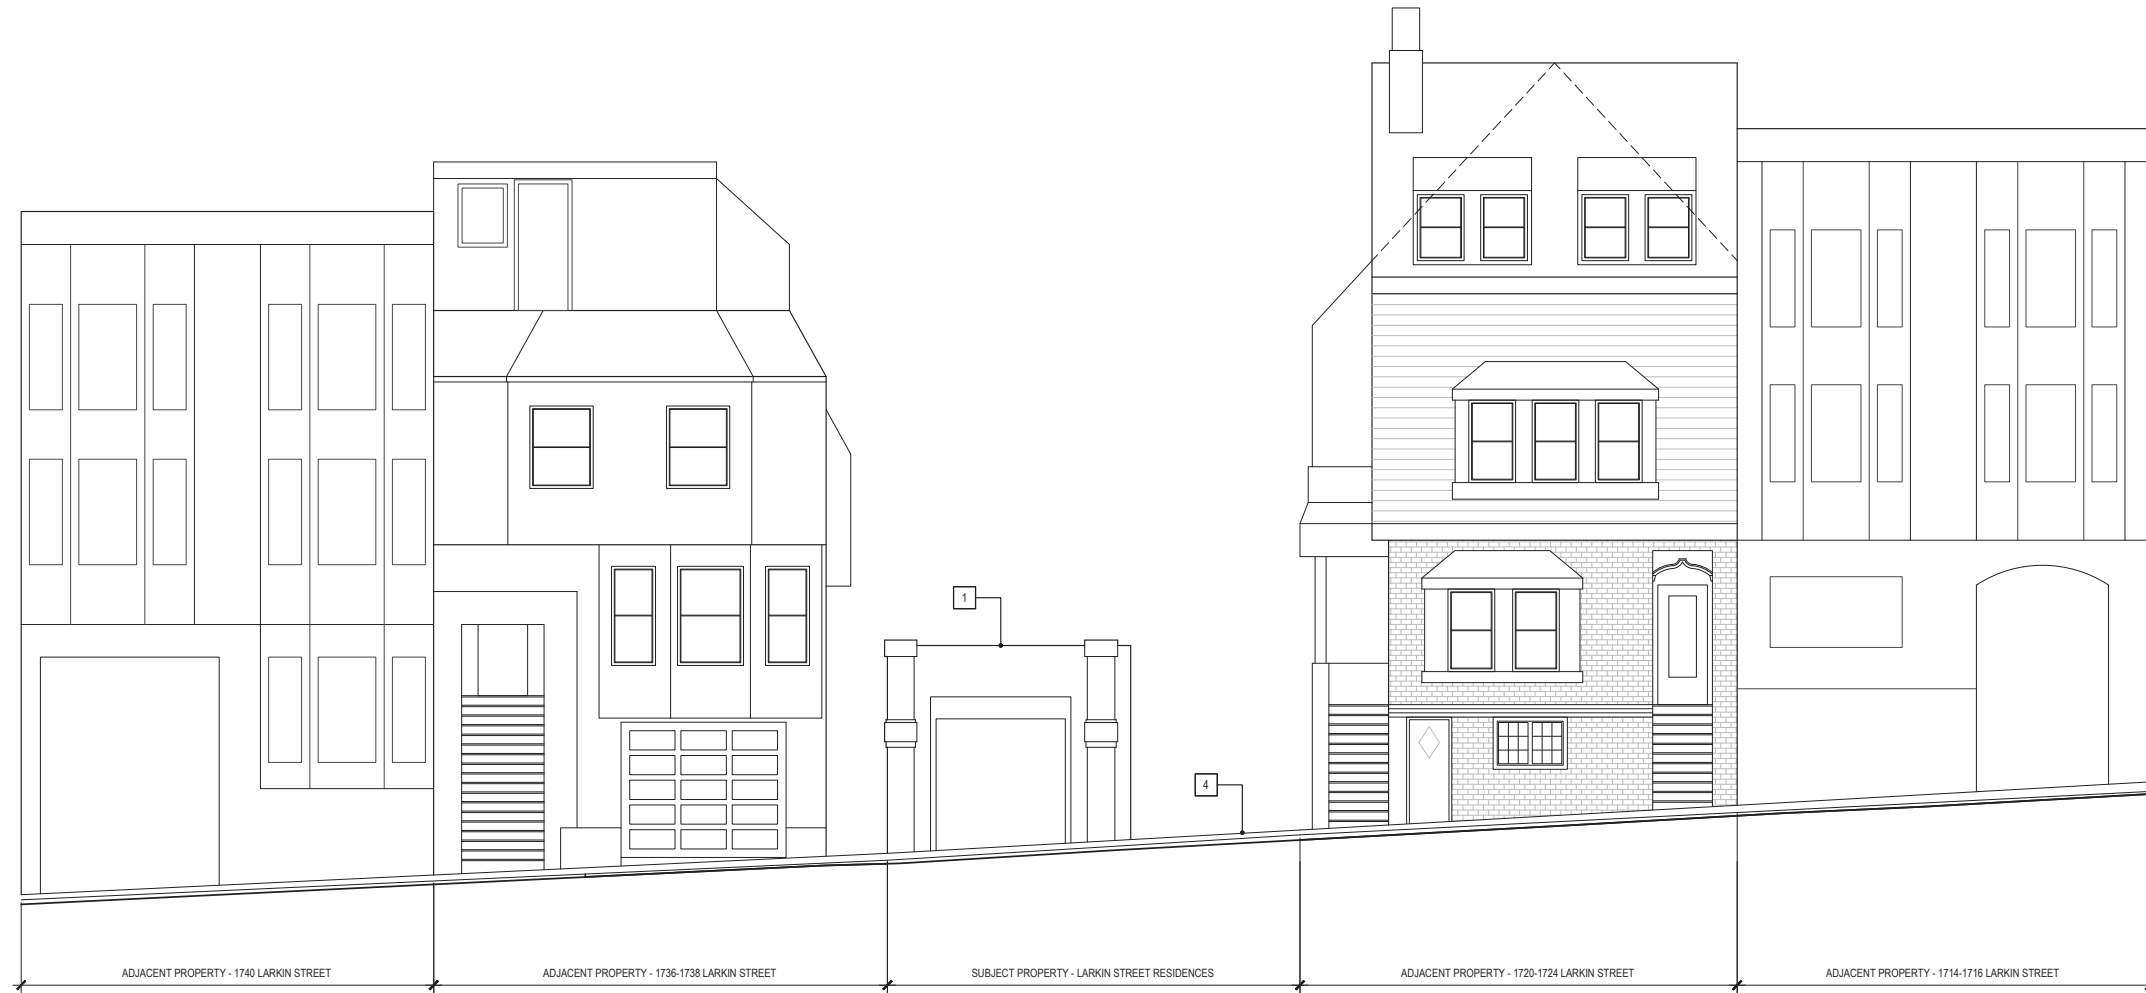 1
4
ADJACENT PROPERTY - 1740 LARKIN STREET
ADJACENT PROPERTY - 1736-1738 LARKIN STREET
SUBJECT PROPERTY - LARKIN STREET RESIDENCES
ADJACENT PROPERTY - 1720-1724 LARKIN STREET
ADJACENT PROPERTY - 1714-1716 LARKIN STREET